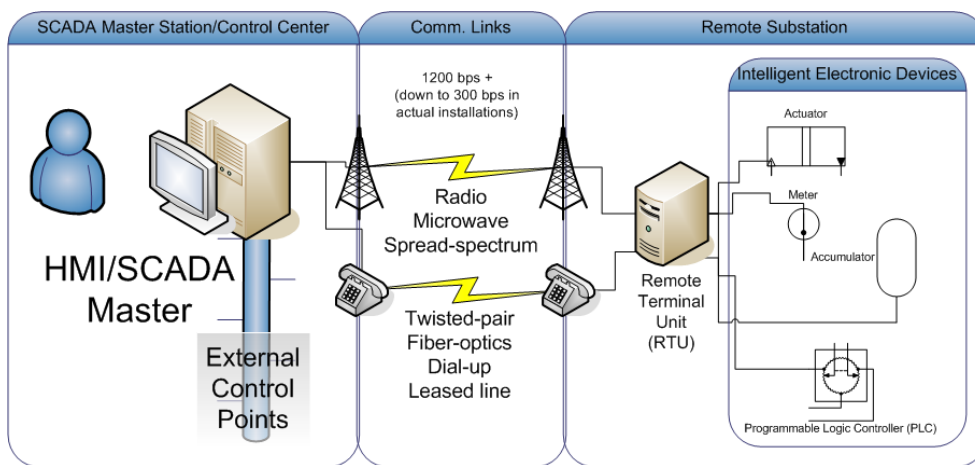 SCADA Master Station/Control Center
Comm. Links
Remote Substation
1200 bps +
(down to 300 bps in
actual installations)
Intelligent Electronic Devices
Actuator
Meter
Accumulator
Programmable Logic Controller (PLC)
Radio
Microwave
Spread-spectrum
HMI/SCADA
Master
External
Control
Points
Twisted-pair
Fiber-optics
Dial-up
Leased line
Remote
Terminal
Unit
(RTU)